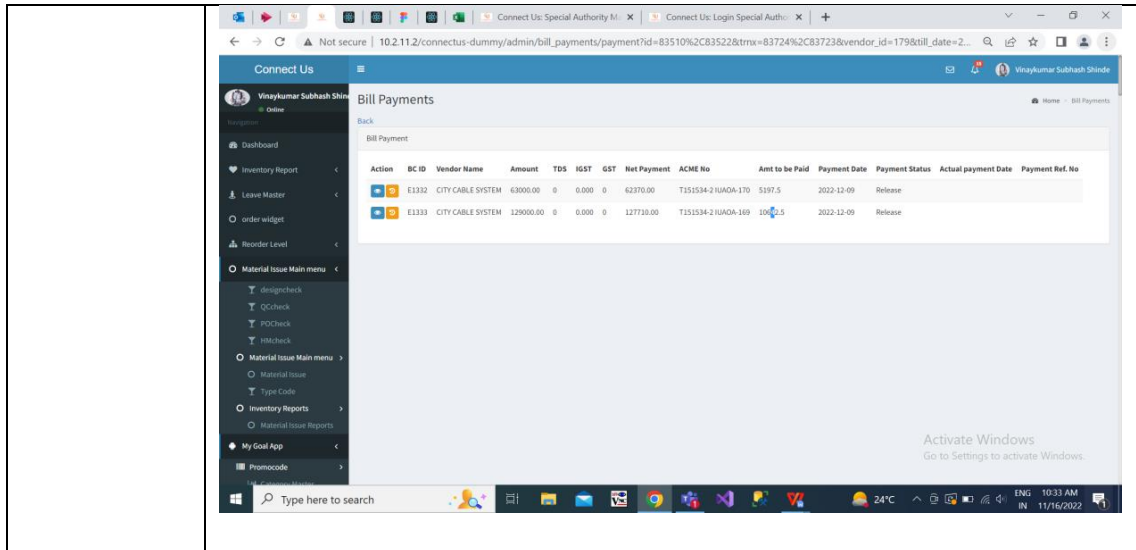 Connect Us: Special Authority Ma
Connect Us: Login Special Autho
Not secure | 10.2.11.2/connectus-dummy/admin/bill_payments/payment?id=83510%2C83522&trnx=83724%2C83723&vendor_id=179&till_date=2...
Connect Us
Vinaykumar Subhash Shinde
Vinaykumar Subhash Shin
Online
Bill Payments
Home > Bill Payments
Navigation
Back
Bill Payment
Dashboard
Action BC ID Vendor Name Amount TDS IGST GST Net Payment ACME No Amt to be Paid Payment Date Payment Status Actual payment Date Payment Ref. No
Inventory Report
E1332 CITY CABLE SYSTEM 63000.00 0 0.000 0 62370.00 T151534-2 IUAOA-170 5197.5 2022-12-09 Release
Leave Master
E1333 CITY CABLE SYSTEM 129000.00 0 0.000 0 127710.00 T151534-2 IUAOA-169 2022-12-09 Release
order widget
Reorder Level
Material Issue Main menu
designcheck
QCcheck
POCheck
HMcheck
Material Issue Main menu
Material Issue
Type Code
Inventory Reports
Material Issue Reports
My Goal App
Promocode
Activate Windows
Go to Settings to activate Windows.
Type here to search
24°C
ENG 10:33 AM
IN 11/16/2022